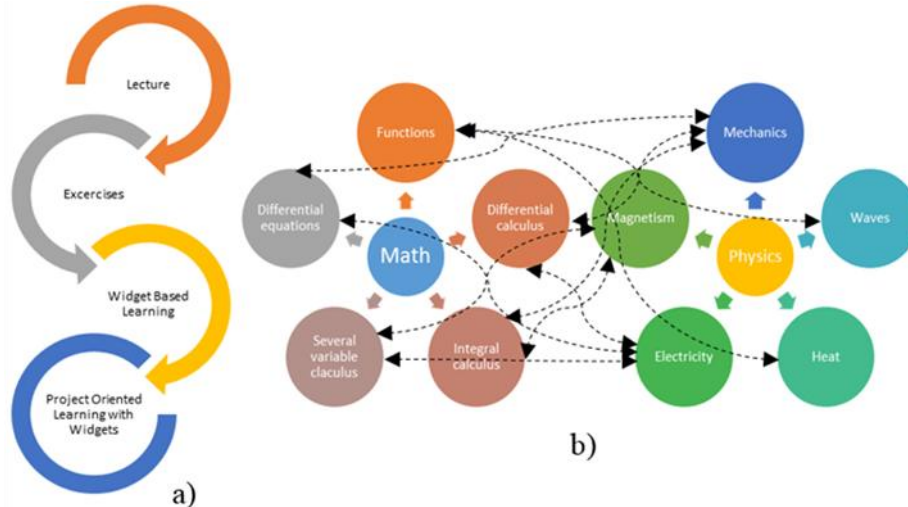 Lecture
Excercises
Widget Based
Learning
Project Oriented
Learning with
Widgets
a)
Functions
Mechanics
Differential
equations
Differential
calculus
Magnetism
Waves
Math
Physics
Several
variable
claculus
Integral
calculus
Electricity
Heat
b)